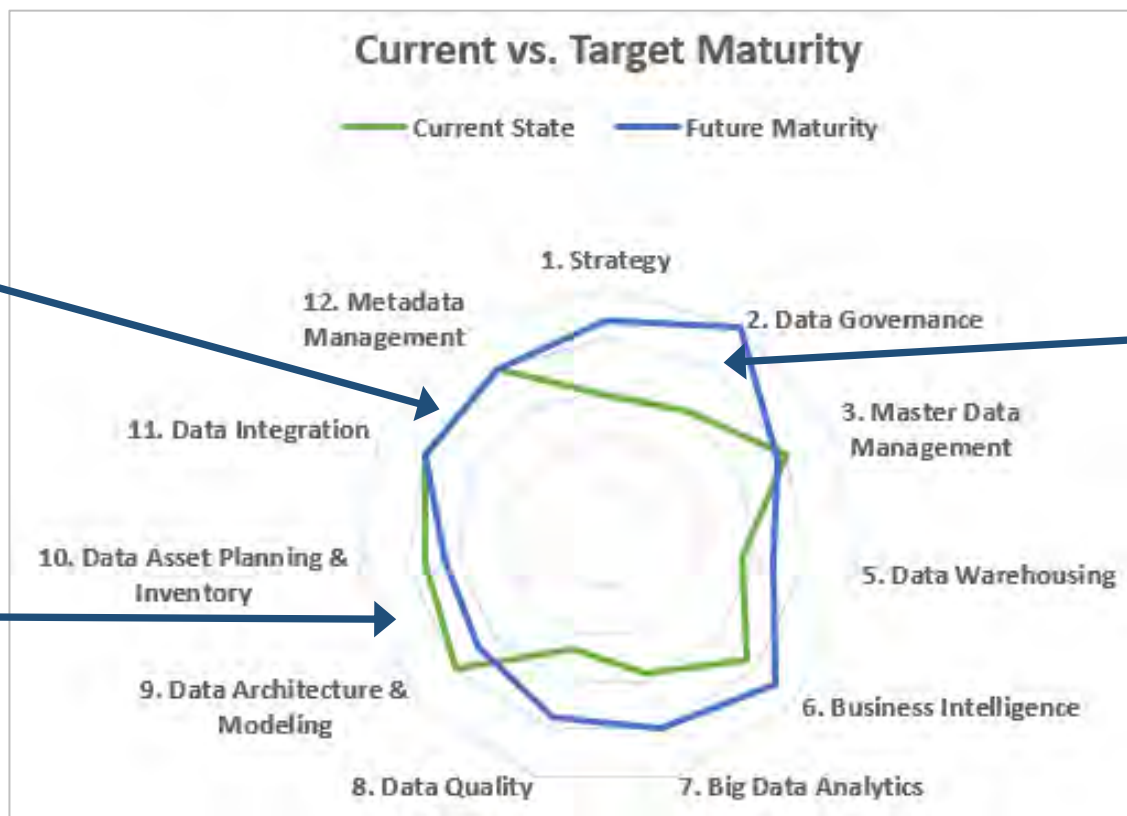 Current vs. Target Maturity
Current State
Future Maturity
1. Strategy
2. Data Governance
3. Master Data
Management
5. Data Warehousing
6. Business Intelligence
7. Big Data Analytics
8. Data Quality
9. Data Architecture &
Modeling
10. Data Asset Planning &
Inventory
11. Data Integration
12. Metadata
Management